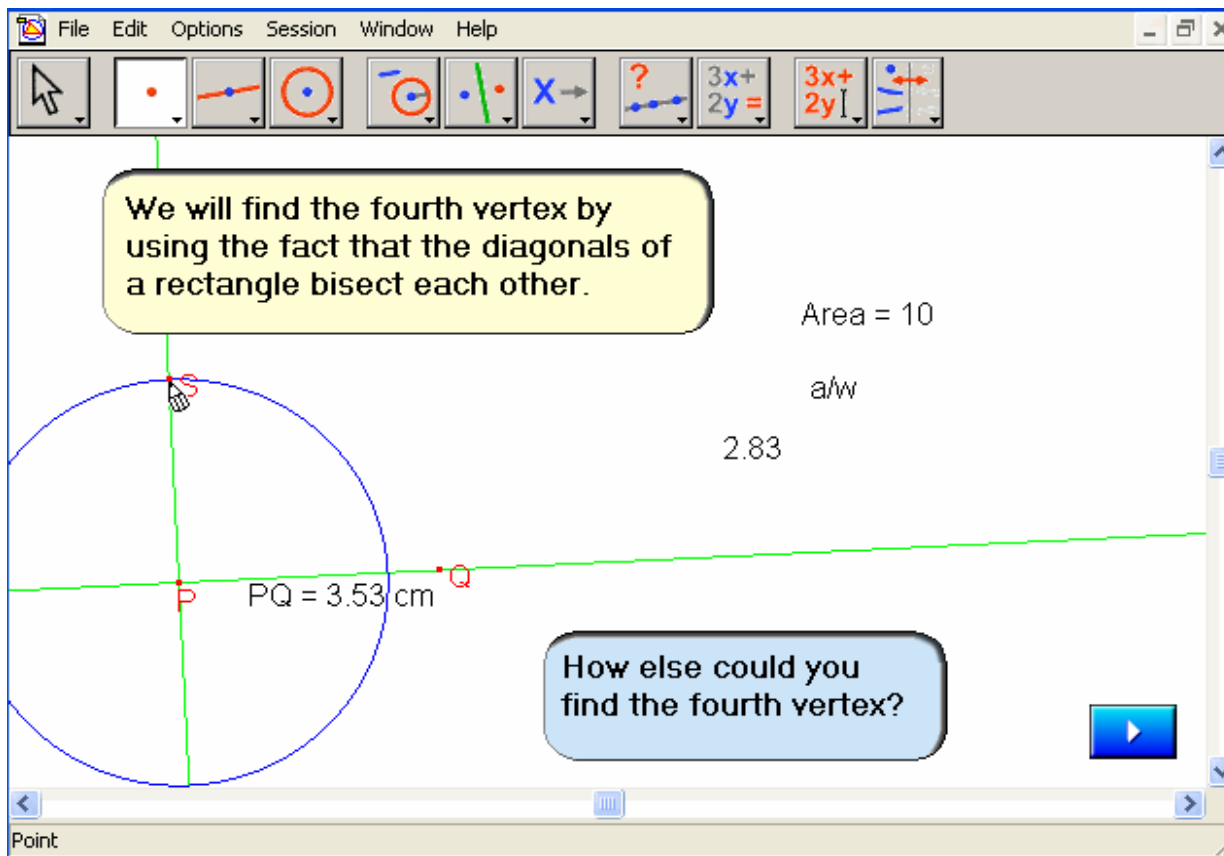 File Edit Options Session Window Help
?
X
3x+
2y =
3x+
2y
We will find the fourth vertex by
using the fact that the diagonals of
a rectangle bisect each other.
Area = 10
a/w
S
2.83
P
PQ = 3.53 cm
Q
How else could you
find the fourth vertex?
Point